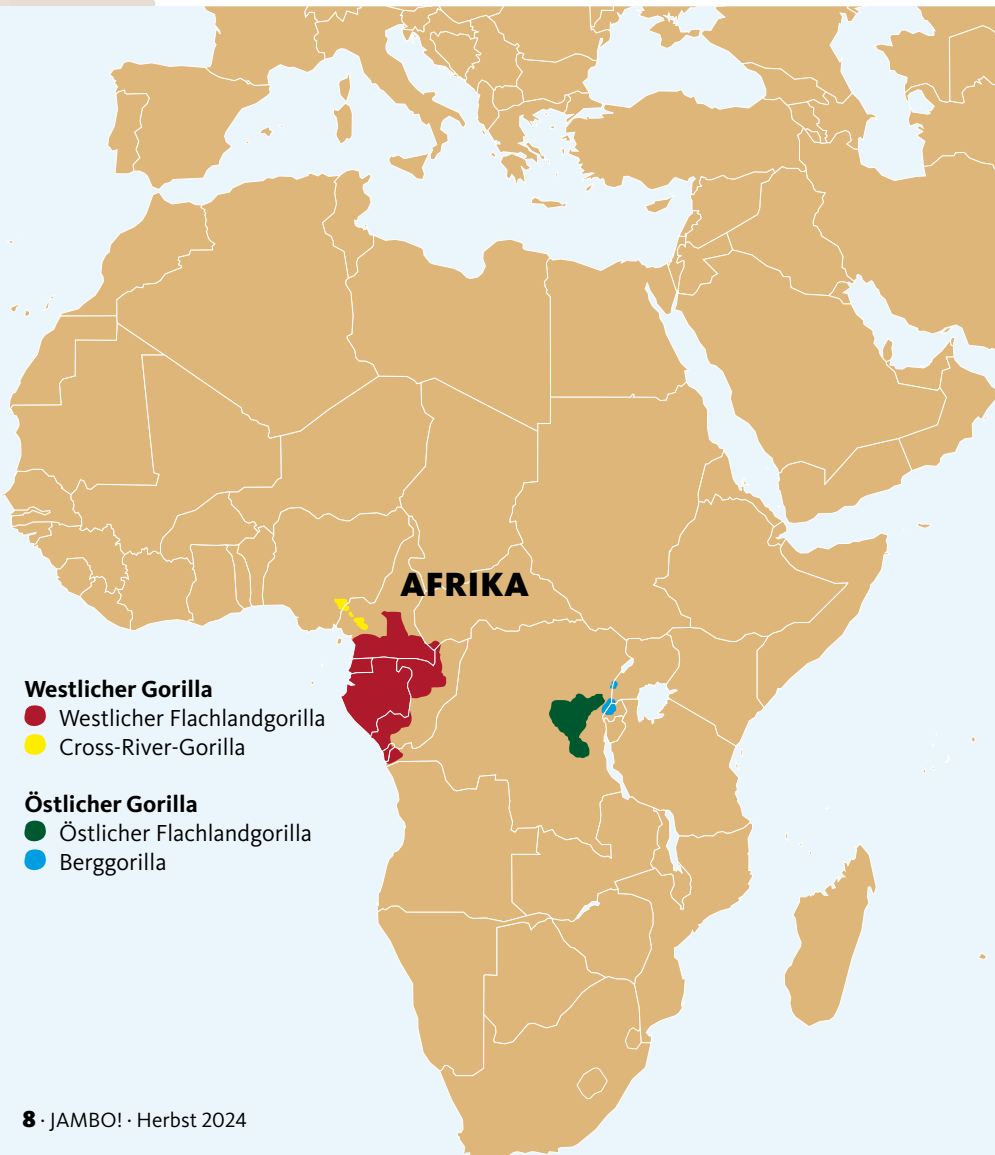 AFRIKA
Westlicher Gorilla
Westlicher Flachlandgorilla
Cross-River-Gorilla
Östlicher Gorilla
Östlicher Flachlandgorilla
Berggorilla
8 · JAMBO! · Herbst 2024